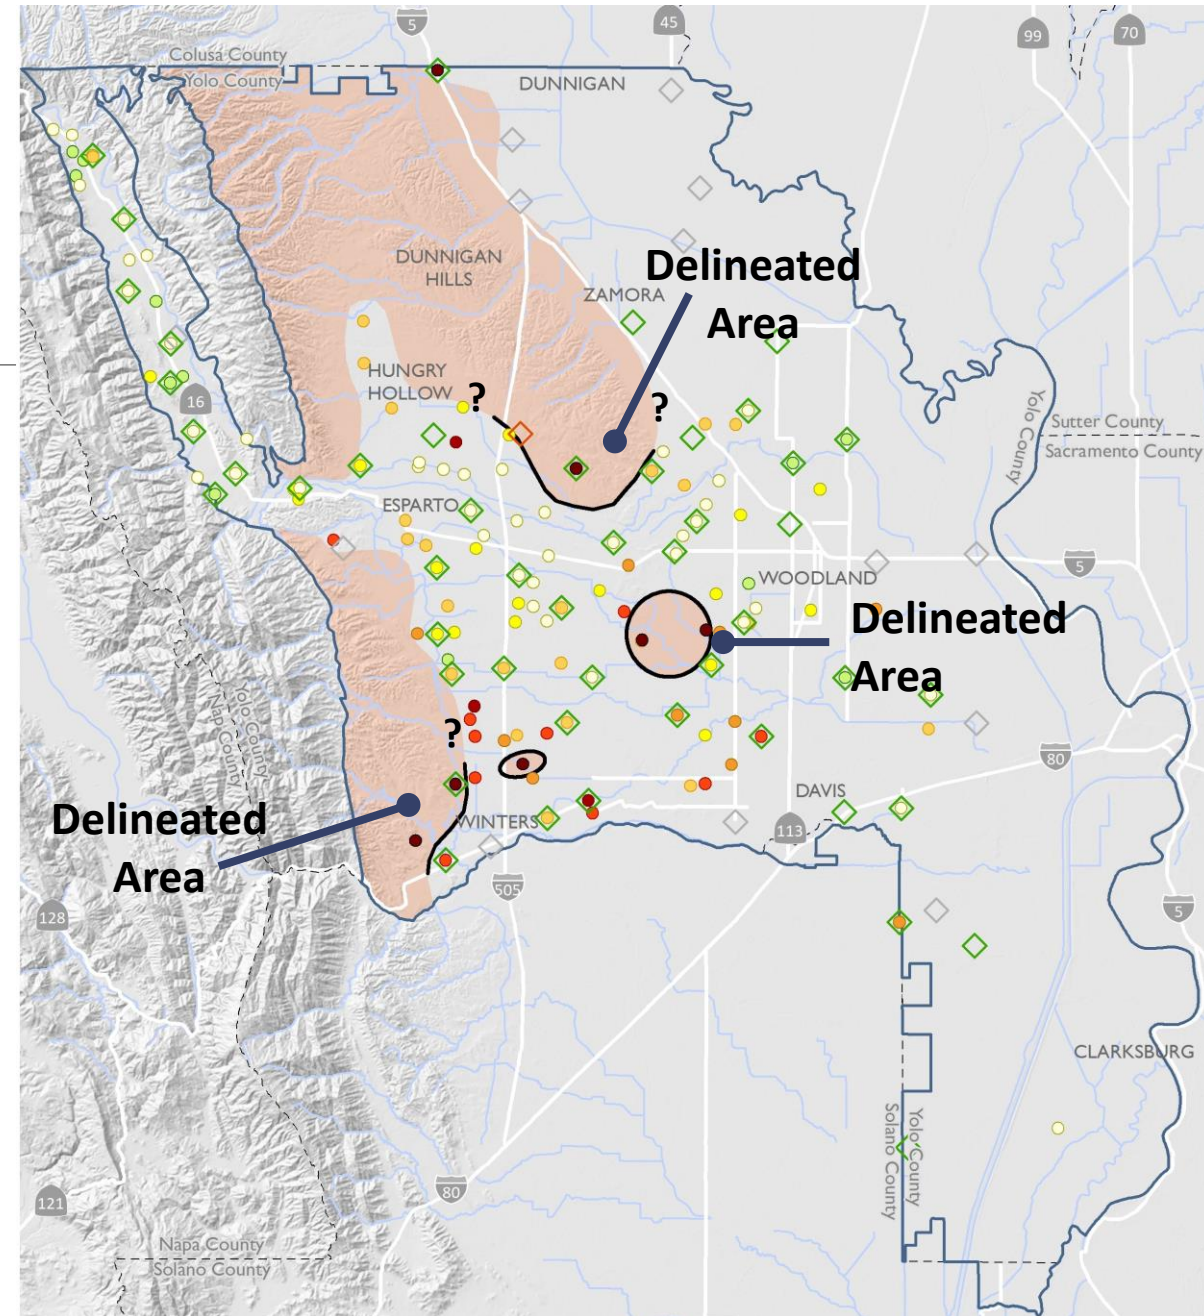 5
45
99
70
Colusa County
Yolo County
DUNNIGAN
DUNNIGAN
HILLS
Delineated
Area
ZAMORA
HUNGRY
HOLLOW
?
?
16
Yolo County
Sutter County
Sacramento County
ESPARTO
5
WOODLAND
Delineated
Area
Yolo County
Napa County
?
80
Delineated
Area
WINTERS
DAVIS
113
505
128
5
CLARKSBURG
Yolo County
Solano County
80
121
Napa County
Solano County